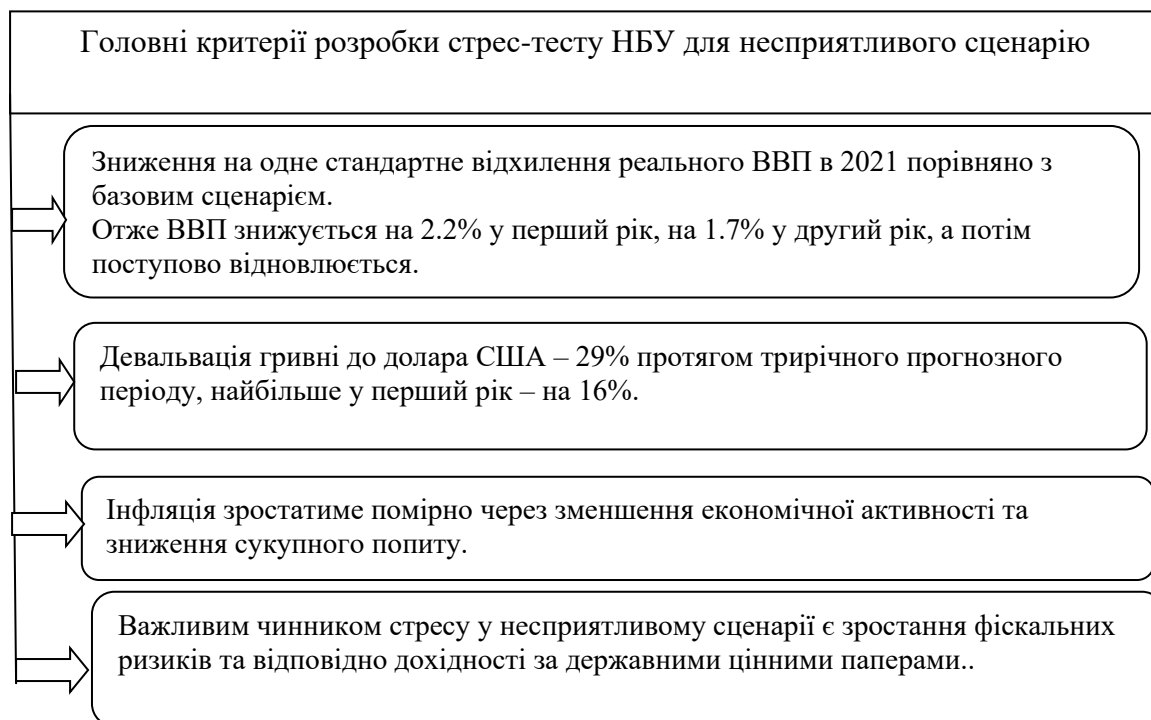 Головні критерії розробки стрес-тесту НБУ для несприятливого сценарію
Зниження на одне стандартне відхилення реального ВВП в 2021 порівняно з
базовим сценарієм.
Отже ВВП знижується на 2.2% у перший рік, на 1.7% у другий рік, а потім
поступово відновлюється.
Девальвація гривні до долара США – 29% протягом трирічного прогнозного
періоду, найбільше у перший рік – на 16%.
Інфляція зростатиме помірно через зменшення економічної активності та
зниження сукупного попиту.
Важливим чинником стресу у несприятливому сценарії є зростання фіскальних
ризиків та відповідно дохідності за державними цінними паперами..